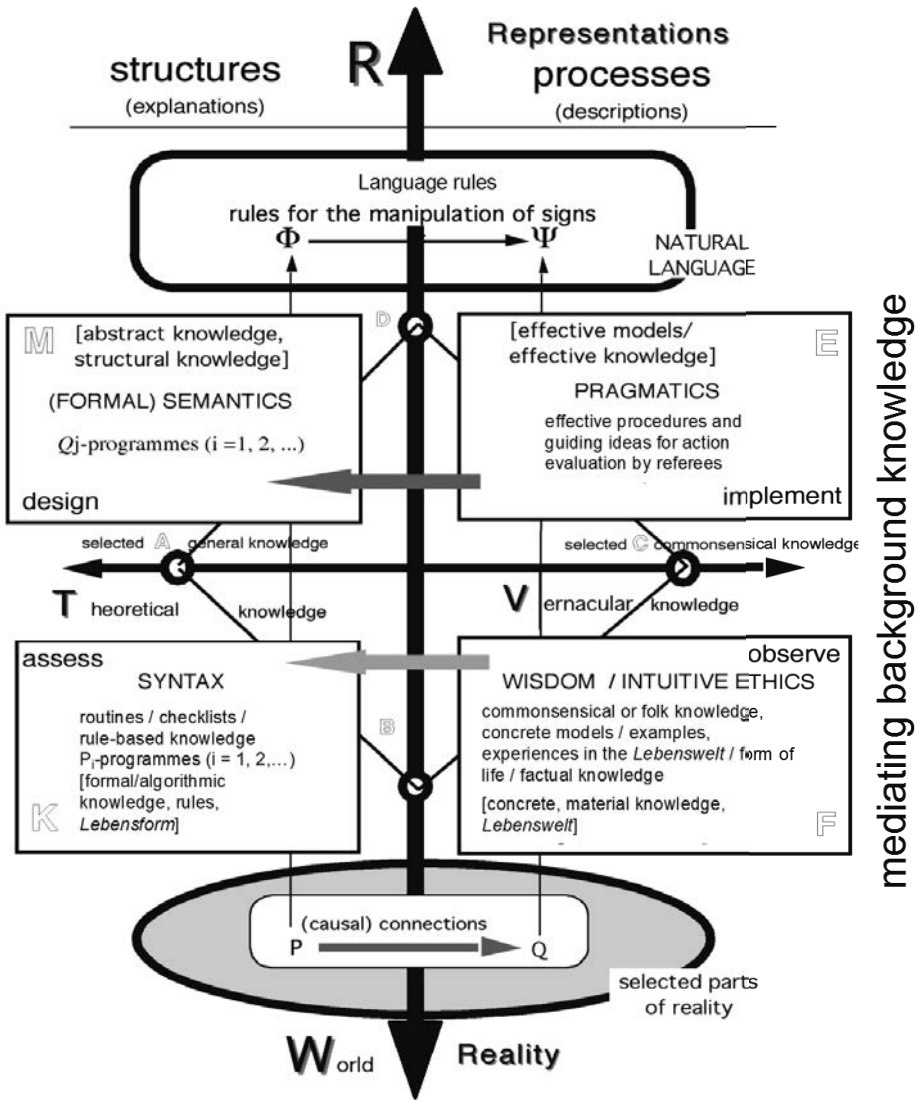 R
Representations
structures
processes
(explanations)
(descriptions)
Language rules
rules for the manipulation of signs
Φ
Ψ
NATURAL
LANGUAGE
D
M
[abstract knowledge,
structural knowledge]
(FORMAL) SEMANTICS
Qj-programmes (i =1, 2, ...)
design
[effective models/
effective knowledge]
E
PRAGMATICS
effective procedures and
guiding ideas for action
evaluation by referees
implement
selected A general knowledge
selected C commonsensical knowledge
T heoretical knowledge
V ernacular knowledge
assess
SYNTAX
routines / checklists /
rule-based knowledge
Pi-programmes (i = 1, 2,...)
[formal/algorithmic
knowledge, rules,
Lebensform]
K
B
observe
WISDOM / INTUITIVE ETHICS
commonsensical or folk knowledge,
concrete models / examples,
experiences in the Lebenswelt / form of
life / factual knowledge
[concrete, material knowledge,
Lebenswelt]
F
(causal) connections
P
Q
selected parts
of reality
World
Reality
mediating background knowledge